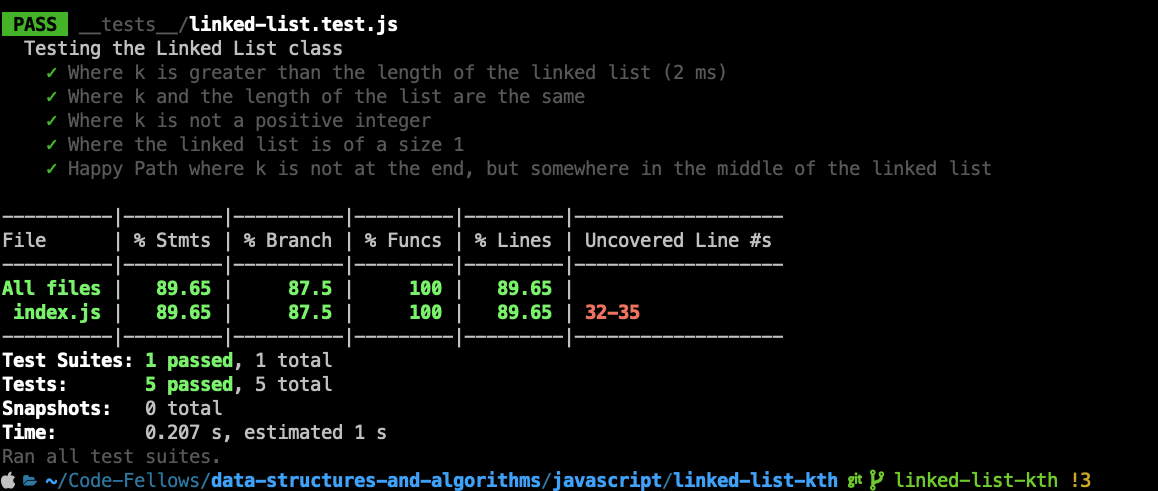 PASS __tests__/linked-list.test.js
Testing the Linked List class
✓ Where k is greater than the length of the linked list (2 ms)
✓ Where k and the length of the list are the same
✓ Where k is not a positive integer
✓ Where the linked list is of a size 1
✓ Happy Path where k is not at the end, but somewhere in the middle of the linked list
----------|---------|----------|---------|---------|-------------------
File      | % Stmts | % Branch | % Funcs | % Lines | Uncovered Line #s
----------|---------|----------|---------|---------|-------------------
All files |   89.65 |     87.5 |     100 |   89.65 |
 index.js |   89.65 |     87.5 |     100 |   89.65 | 32-35
----------|---------|----------|---------|---------|-------------------
Test Suites: 1 passed, 1 total
Tests:       5 passed, 5 total
Snapshots:   0 total
Time:        0.207 s, estimated 1 s
Ran all test suites.
~/Code-Fellows/data-structures-and-algorithms/javascript/linked-list-kth git linked-list-kth !3